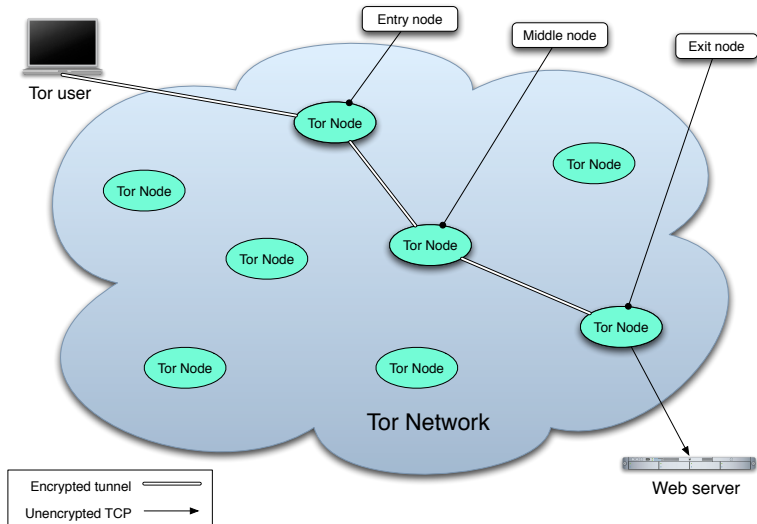 Entry node
Middle node
Exit node
Tor user
Tor Node
Tor Node
Tor Node
Tor Node
Tor Node
Tor Node
Tor Node
Tor Node
Tor Network
Web server
Encrypted tunnel
Unencrypted TCP